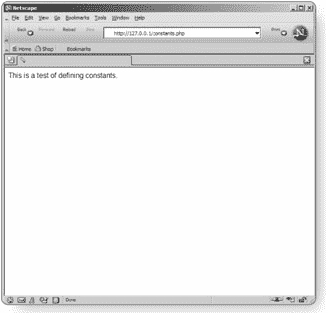 Netscape
File Edit View Go Bookmarks Tools Window Help
Back Reload Print
http://127.0.0.1/constants.php
Home Shop Bookmarks
This is a test of defining constants.
Done